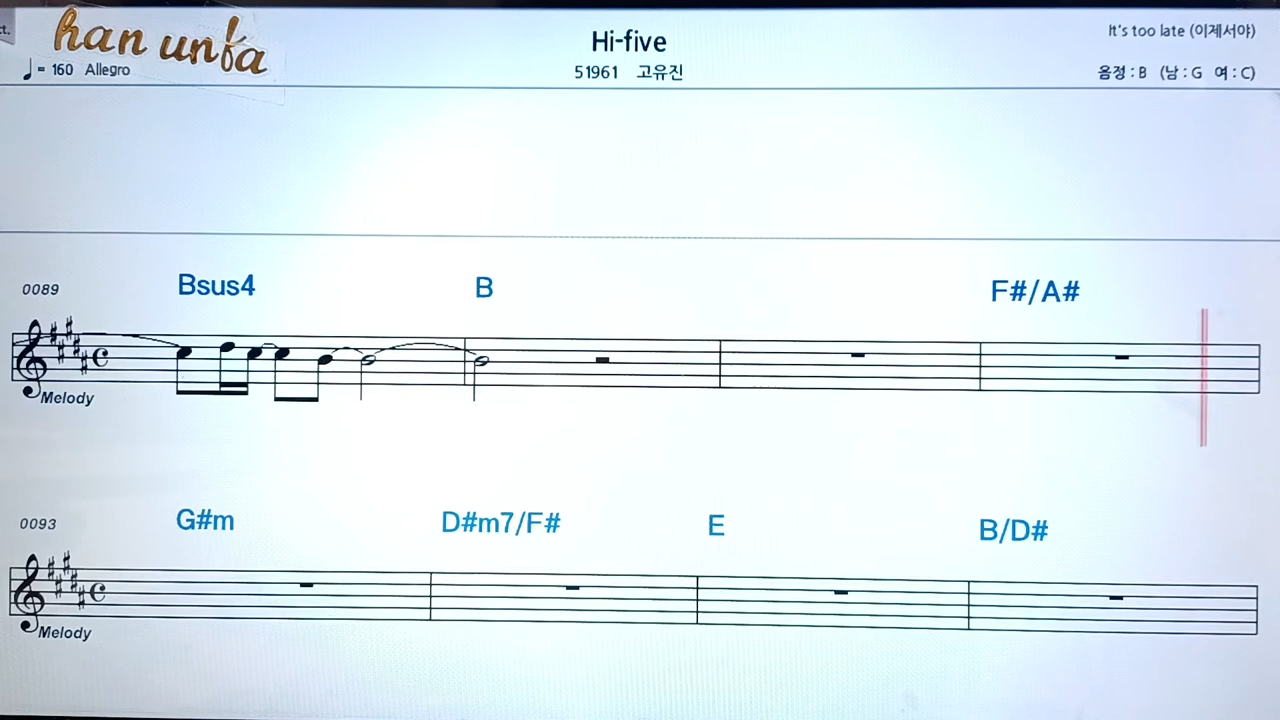 ct.
han unfa
Hi-five
It's too late (이제서야)
♩ = 160 Allegro
51961 고유진
음정 : B (남 : G 여 : C)
0089
Bsus4 B F#/A#
Melody
0093
G#m D#m7/F# E B/D#
Melody